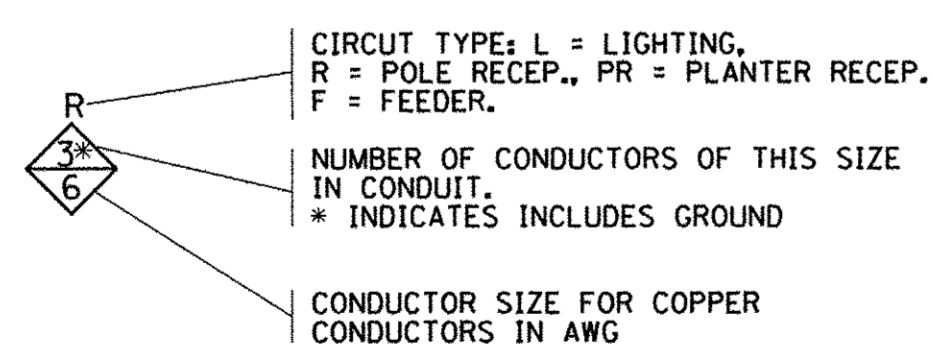 CIRCUT TYPE: L = LIGHTING,
R = POLE RECEP., PR = PLANTER RECEP.
F = FEEDER.
R
3*
6
NUMBER OF CONDUCTORS OF THIS SIZE
IN CONDUIT.
* INDICATES INCLUDES GROUND
CONDUCTOR SIZE FOR COPPER
CONDUCTORS IN AWG